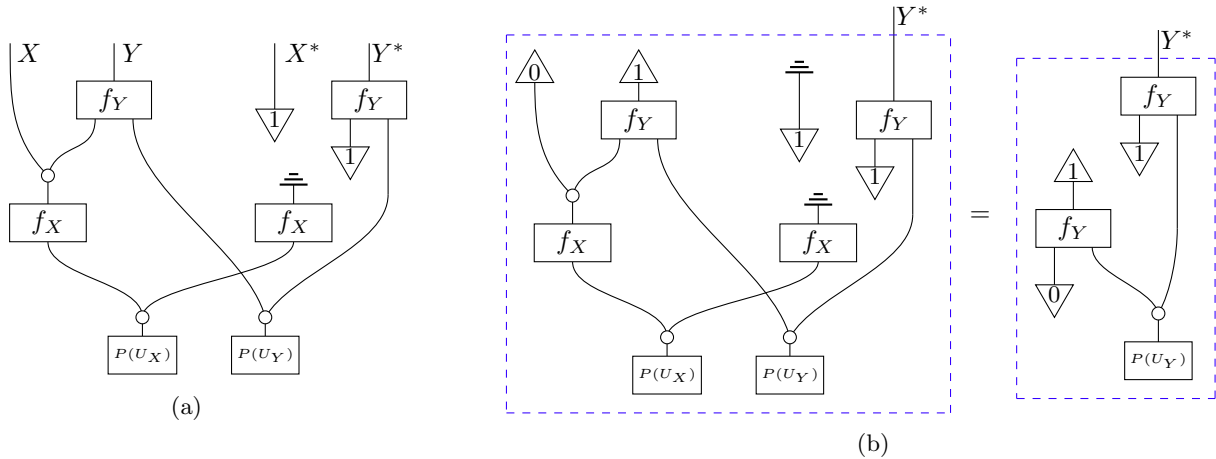 X Y X* Y*
f_Y f_Y
1
1
f_X f_X
P(U_X) P(U_Y)
(a)
Y*
0 1
f_Y f_Y
1
1
f_X f_X
P(U_X) P(U_Y)
=
Y*
f_Y
1
1
f_Y
0
P(U_Y)
(b)